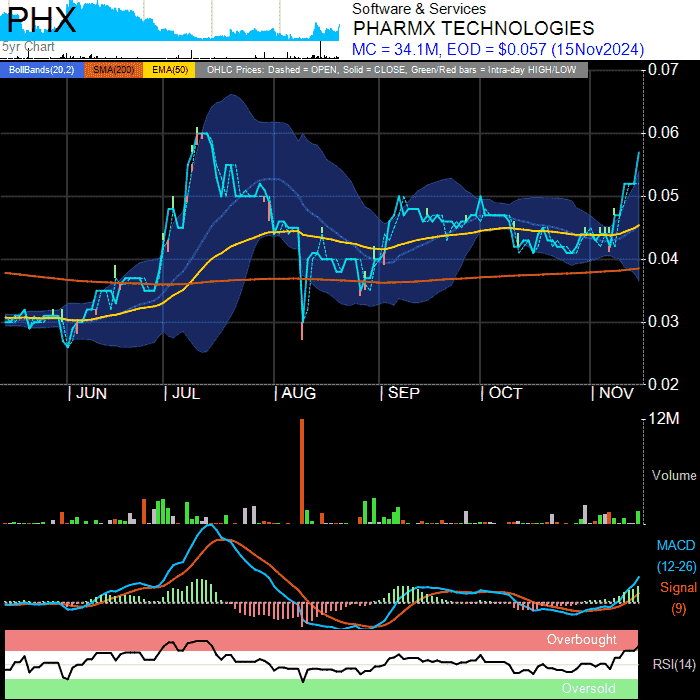 PHX
5yr Chart
Software & Services
PHARMX TECHNOLOGIES
MC = 34.1M, EOD = $0.057 (15Nov2024)
BollBands(20,2) SMA(200) EMA(50) OHLC Prices: Dashed = OPEN, Solid = CLOSE, Green/Red bars = Intra-day HIGH/LOW
0.07
0.06
0.05
0.04
0.03
0.02
JUN JUL AUG SEP OCT NOV
12M
Volume
MACD
(12-26)
Signal
(9)
Overbought
RSI(14)
Oversold